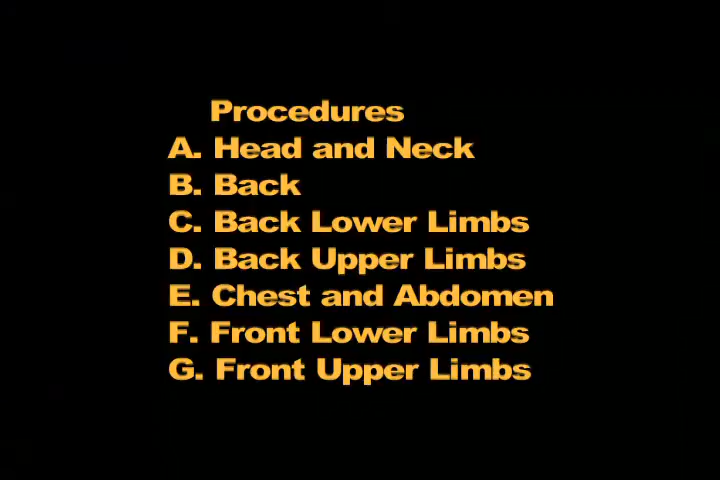 Procedures
A. Head and Neck
B. Back
C. Back Lower Limbs
D. Back Upper Limbs
E. Chest and Abdomen
F. Front Lower Limbs
G. Front Upper Limbs